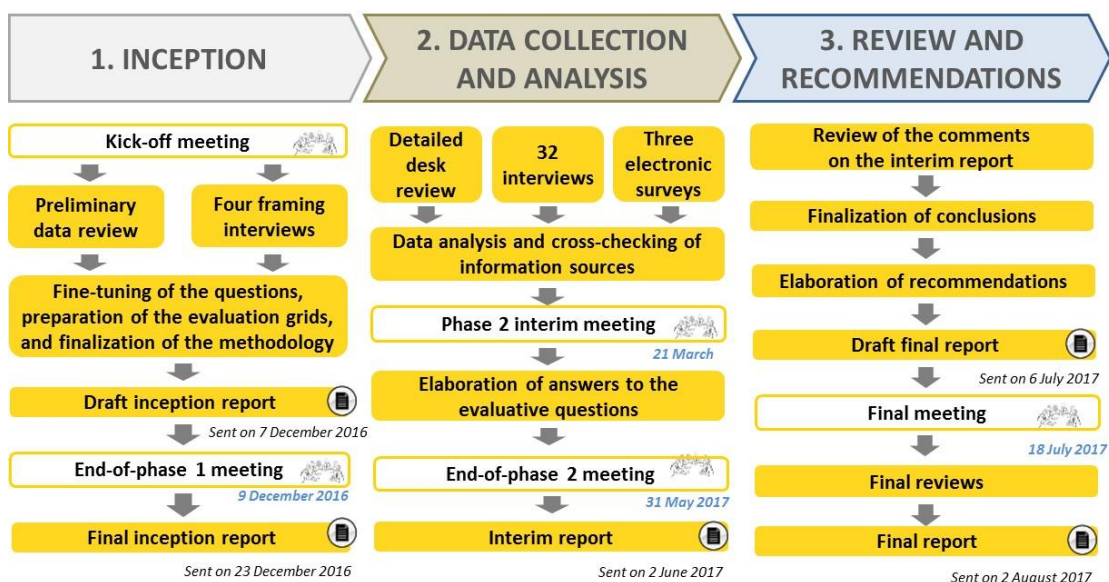 1. INCEPTION
Kick-off meeting
Preliminary
data review
Four framing
interviews
Fine-tuning of the questions,
preparation of the evaluation grids,
and finalization of the methodology
Draft inception report
Sent on 7 December 2016
End-of-phase 1 meeting
9 December 2016
Final inception report
Sent on 23 December 2016
2. DATA COLLECTION
AND ANALYSIS
Detailed
desk
review
32
interviews
Three
electronic
surveys
Data analysis and cross-checking of
information sources
Phase 2 interim meeting
21 March
Elaboration of answers to the
evaluative questions
End-of-phase 2 meeting
31 May 2017
Interim report
Sent on 2 June 2017
3. REVIEW AND
RECOMMENDATIONS
Review of the comments
on the interim report
Finalization of conclusions
Elaboration of recommendations
Draft final report
Sent on 6 July 2017
Final meeting
18 July 2017
Final reviews
Final report
Sent on 2 August 2017